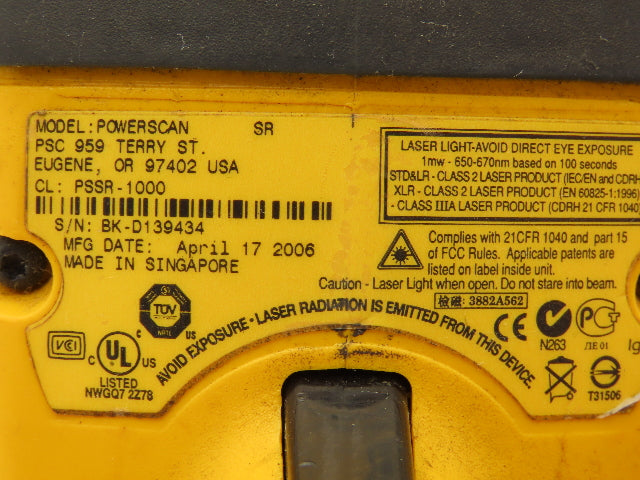 MODEL: POWERSCAN SR
PSC 959 TERRY ST.
EUGENE, OR 97402 USA
CL: PSSR-1000
S/N: BK-D139434
MFG DATE: April 17 2006
MADE IN SINGAPORE
LASER LIGHT-AVOID DIRECT EYE EXPOSURE
1mw - 650-670nm based on 100 seconds
STD&LR - CLASS 2 LASER PRODUCT (IEC/EN and CDRH
XLR - CLASS 2 LASER PRODUCT (EN 60825-1:1996)
- CLASS IIIA LASER PRODUCT (CDRH 21 CFR 1040)
Complies with 21CFR 1040 and part 15
of FCC Rules. Applicable patents are
listed on label inside unit.
Caution - Laser Light when open. Do not stare into beam.
AVOID EXPOSURE - LASER RADIATION IS EMITTED FROM THIS DEVICE.
3882A562
TÜV
NRTL
C US
VCI
C UL US
LISTED
NWGQ7 2Z78
CE
N263
ME 01
T31506